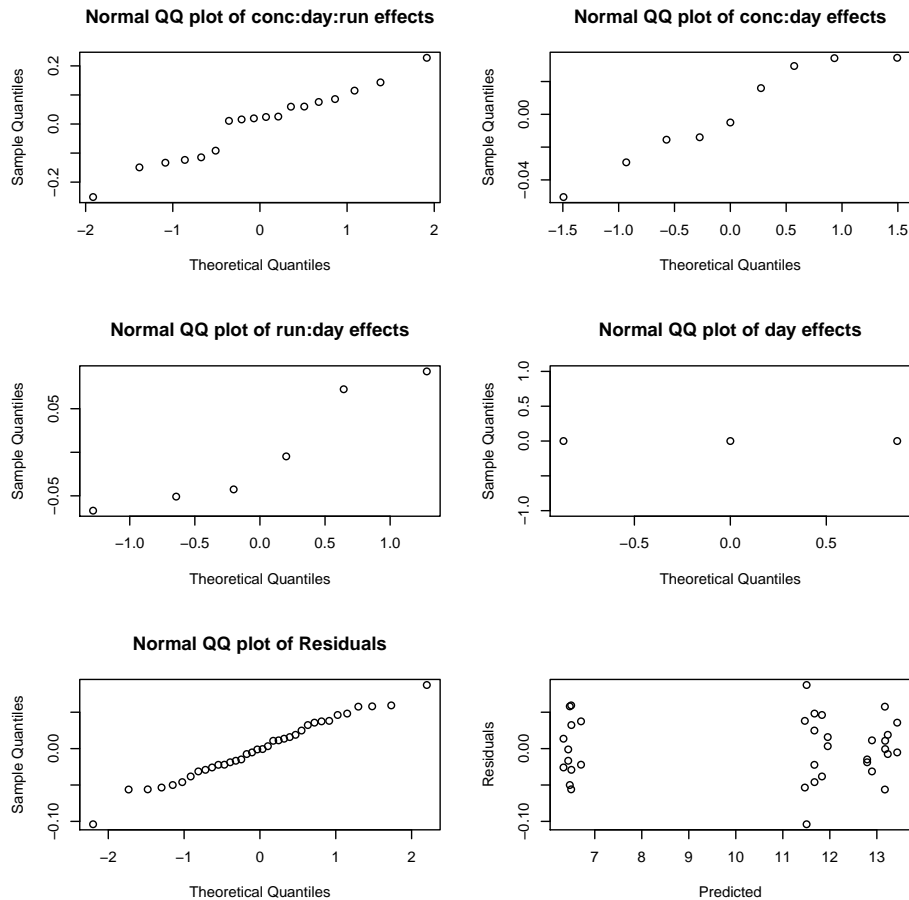 Normal QQ plot of conc:day:run effects
Sample Quantiles
0.2
0.0
−0.2
−2 −1 0 1 2
Theoretical Quantiles
Normal QQ plot of conc:day effects
Sample Quantiles
0.00
−0.04
−1.5 −1.0 −0.5 0.0 0.5 1.0 1.5
Theoretical Quantiles
Normal QQ plot of run:day effects
Sample Quantiles
0.05
−0.05
−1.0 −0.5 0.0 0.5 1.0
Theoretical Quantiles
Normal QQ plot of day effects
Sample Quantiles
1.0
0.5
0.0
−1.0
−0.5 0.0 0.5
Theoretical Quantiles
Normal QQ plot of Residuals
Sample Quantiles
0.00
−0.10
−2 −1 0 1 2
Theoretical Quantiles
Residuals
0.00
−0.10
7 8 9 10 11 12 13
Predicted